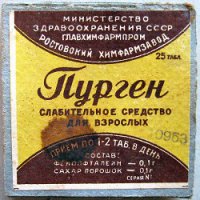 МИНИСТЕРСТВО
ЗДРАВООХРАНЕНИЯ СССР
ГЛАВХИМФАРМПРОМ
РОСТОВСКИЙ ХИМФАРМЗАВОД
25 ТАБЛ.
Пурген
СЛАБИТЕЛЬНОЕ СРЕДСТВО
ДЛЯ ВЗРОСЛЫХ
ПРИЕМ ПО 1-2 ТАБ. В ДЕНЬ
СОСТАВ:
ФЕНОЛФТАЛЕИН — 0,1 г
САХАР ПОРОШОК — 0,1 г
СЕРИЯ №